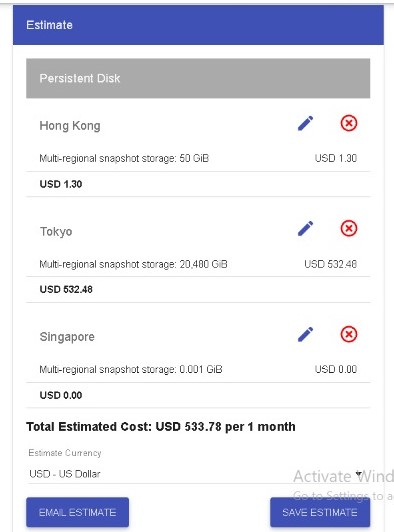 Estimate
Persistent Disk
Hong Kong
Multi-regional snapshot storage: 50 GiB USD 1.30
USD 1.30
Tokyo
Multi-regional snapshot storage: 20,480 GiB USD 532.48
USD 532.48
Singapore
Multi-regional snapshot storage: 0.001 GiB USD 0.00
USD 0.00
Total Estimated Cost: USD 533.78 per 1 month
Estimate Currency
USD - US Dollar
Activate Wind
Go to Settings to a
EMAIL ESTIMATE SAVE ESTIMATE